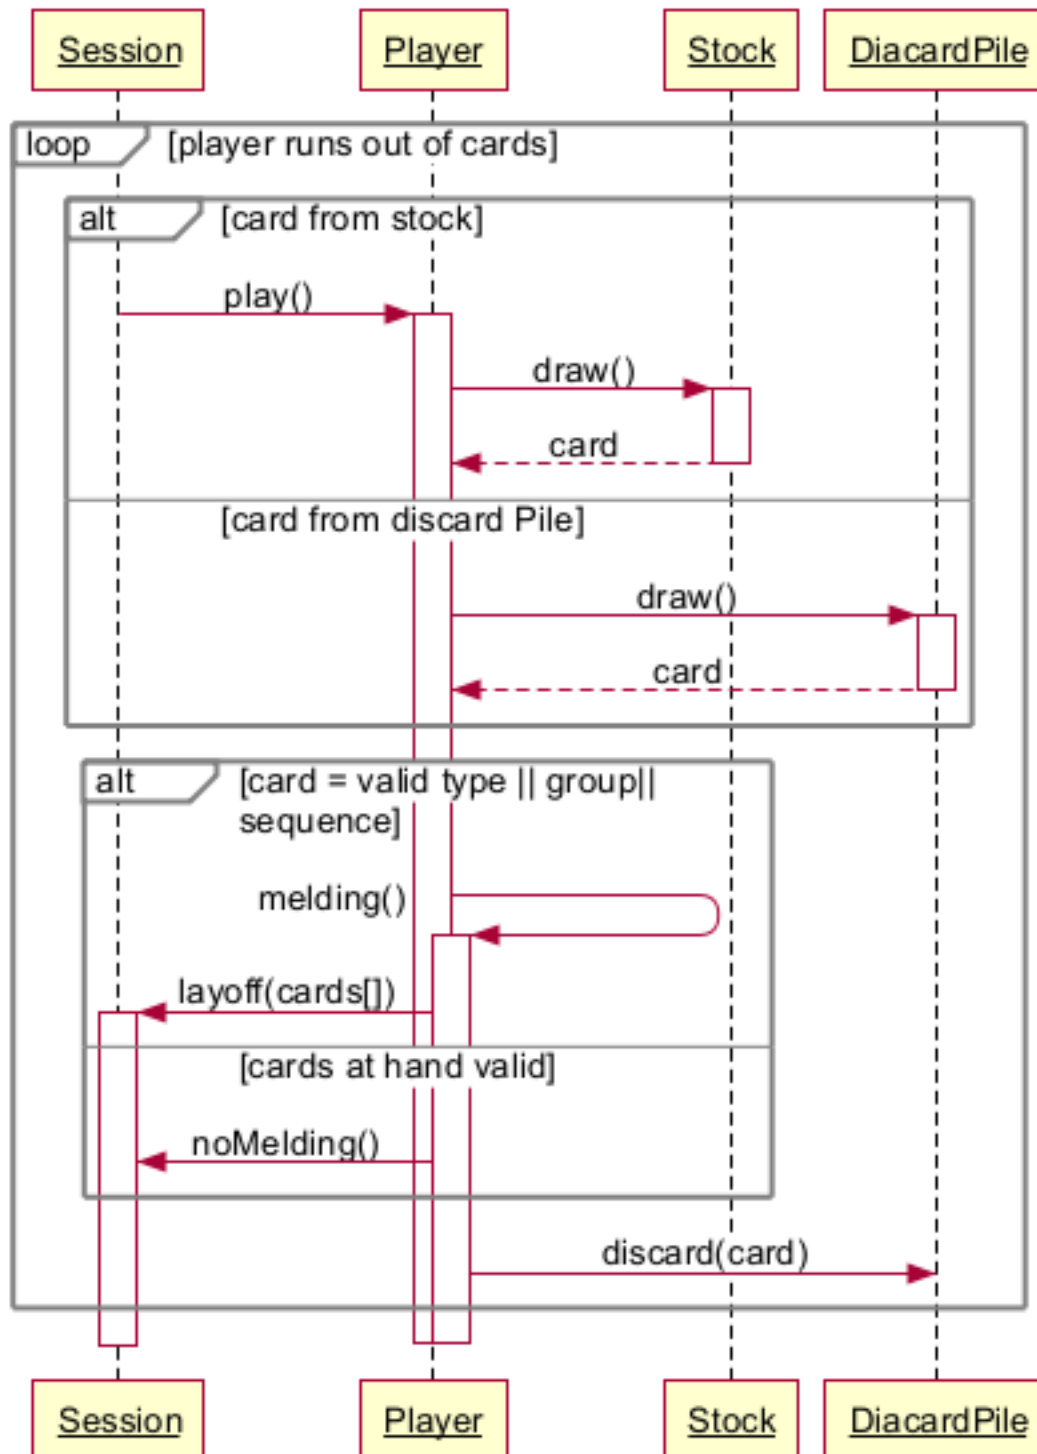 Session Player Stock DiacardPile
loop [player runs out of cards]
alt [card from stock]
play()
draw()
card
[card from discard Pile]
draw()
card
alt [card = valid type || group||
sequence]
melding()
layoff(cards[])
[cards at hand valid]
noMelding()
discard(card)
Session Player Stock DiacardPile